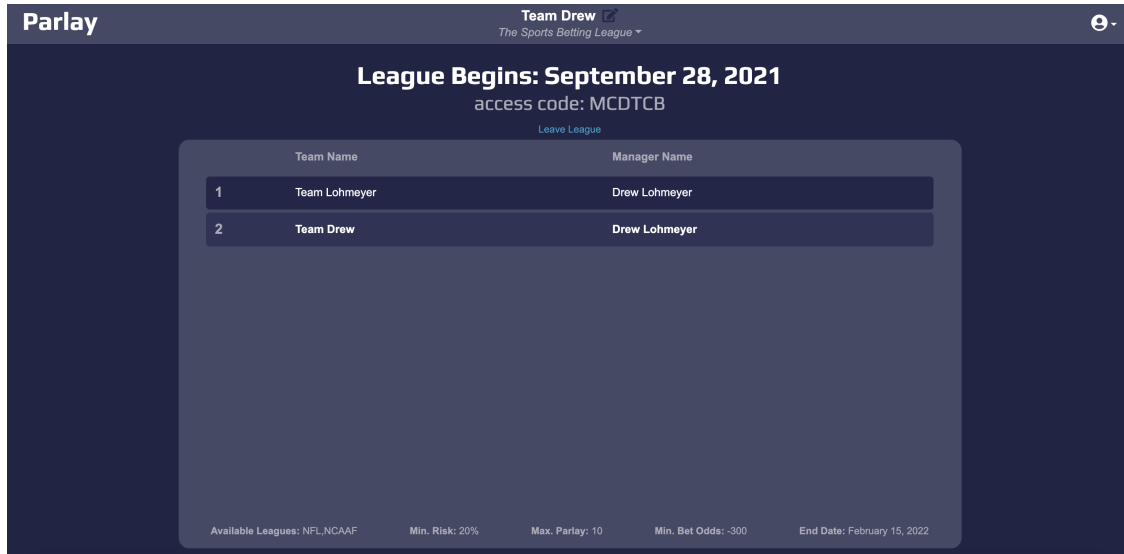 Parlay
Team Drew
The Sports Betting League
League Begins: September 28, 2021
access code: MCDTCB
Leave League
Team Name Manager Name
1 Team Lohmeyer Drew Lohmeyer
2 Team Drew Drew Lohmeyer
Available Leagues: NFL,NCAAF Min. Risk: 20% Max. Parlay: 10 Min. Bet Odds: -300 End Date: February 15, 2022